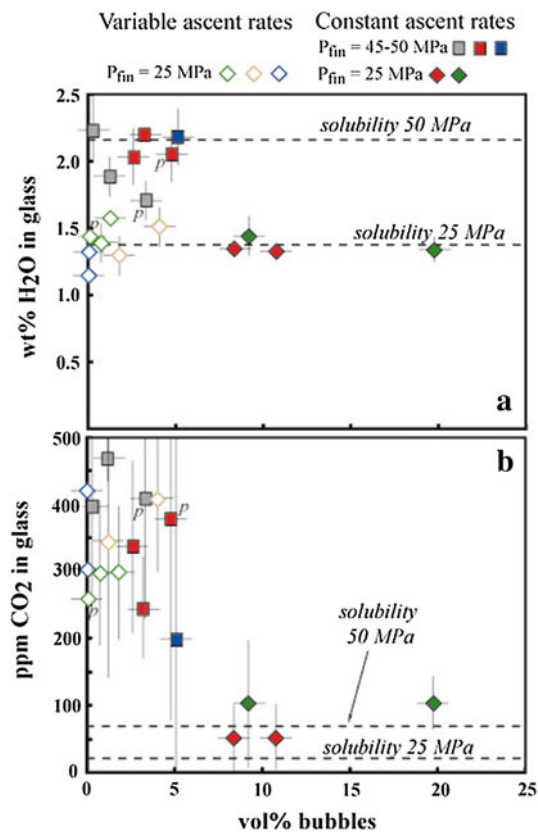 Variable ascent rates
Constant ascent rates
Pfin = 45-50 MPa
Pfin = 25 MPa
Pfin = 25 MPa
2.5
2.0
1.5
1.0
0.5
wt% H2O in glass
solubility 50 MPa
solubility 25 MPa
p
p
p
a
500
400
300
200
100
0
ppm CO2 in glass
b
p
p
p
solubility
50 MPa
solubility 25 MPa
0
5
10
15
20
25
vol% bubbles